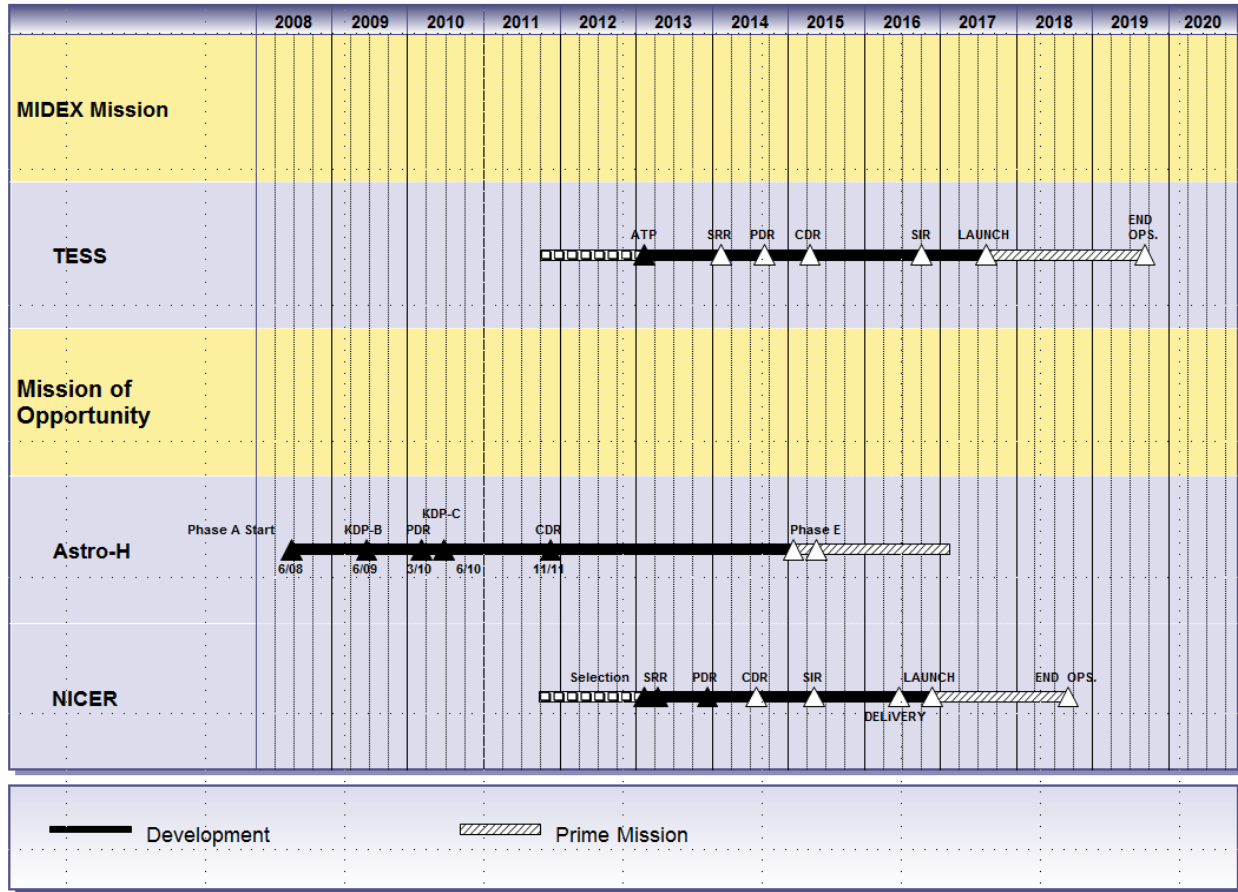 2008 2009 2010 2011 2012 2013 2014 2015 2016 2017 2018 2019 2020
MIDEX Mission
END
ATP SRR PDR CDR SIR LAUNCH OPS.
TESS
Mission of
Opportunity
KDP-C
Phase A Start KDP-B PDR CDR Phase E
Astro-H
6/08 6/09 3/10 6/10 11/11
Selection SRR PDR CDR SIR LAUNCH END OPS.
NICER
DELiVERY
Development Prime Mission